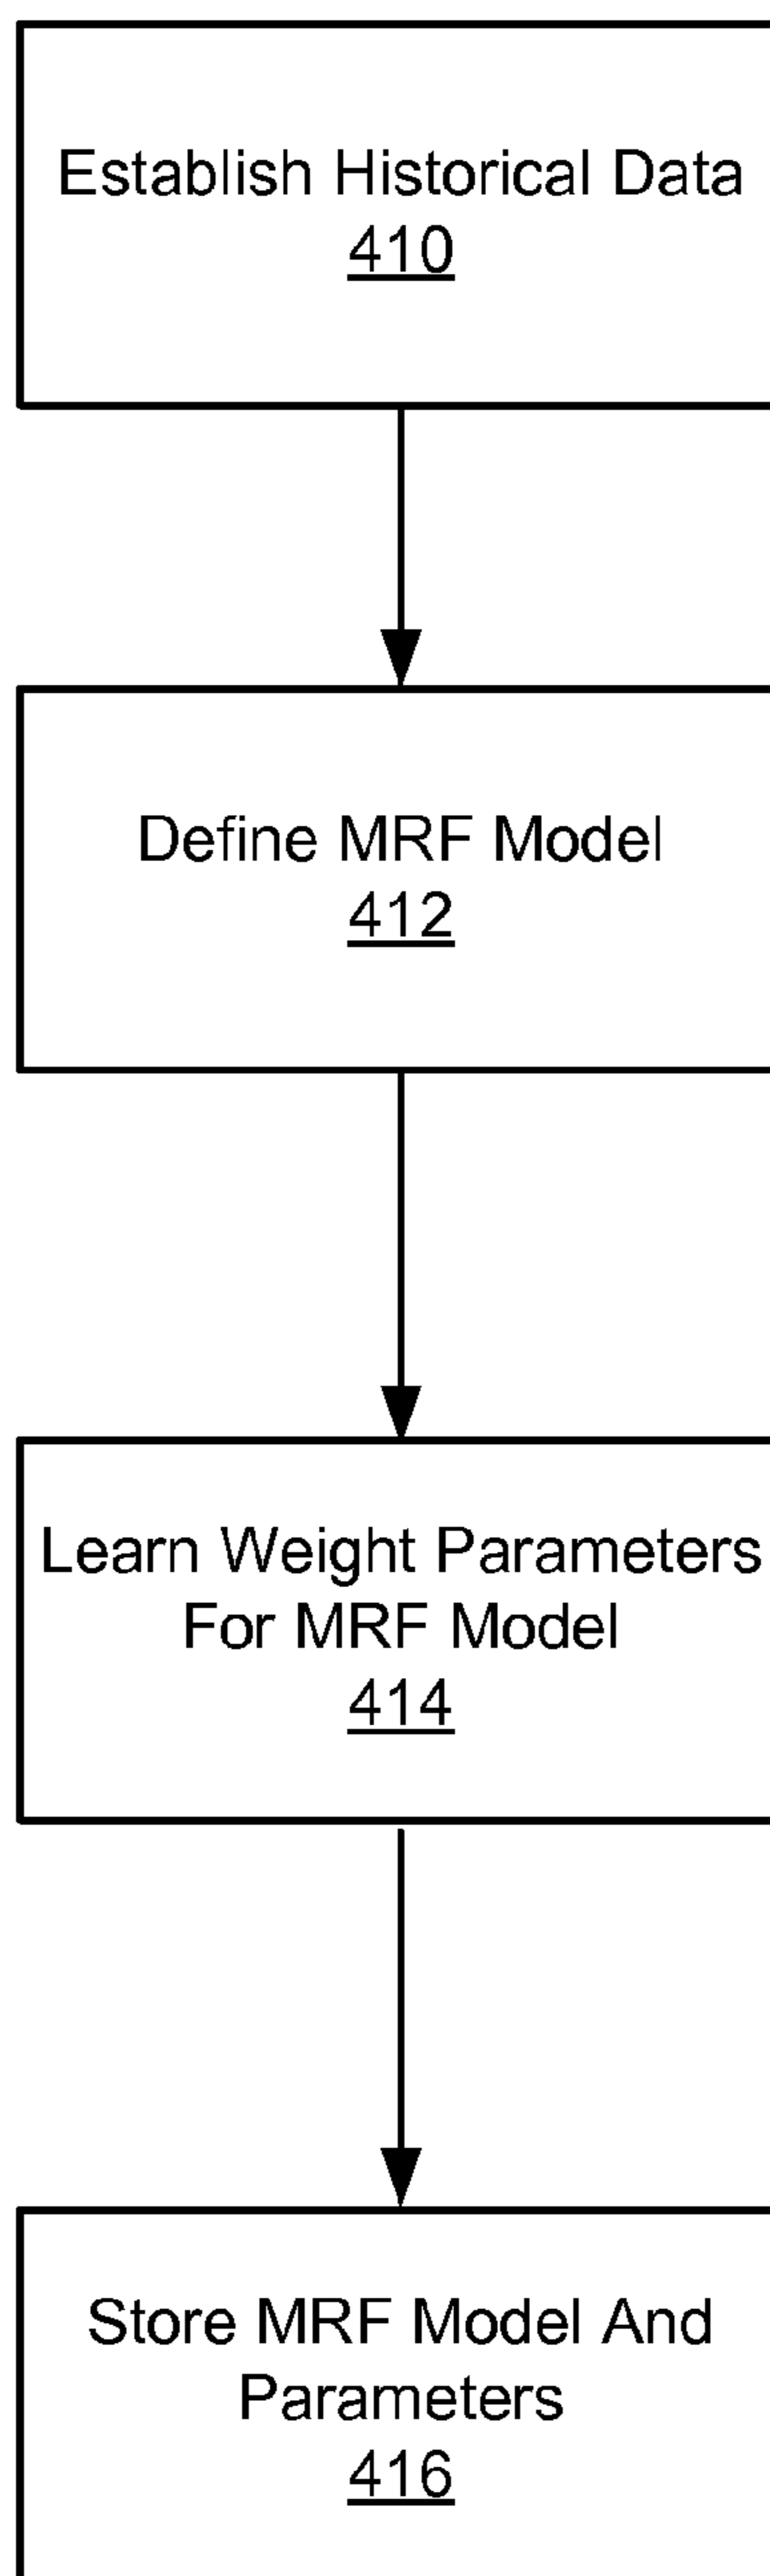 Establish Historical Data
410
Define MRF Model
412
Learn Weight Parameters
For MRF Model
414
Store MRF Model And
Parameters
416